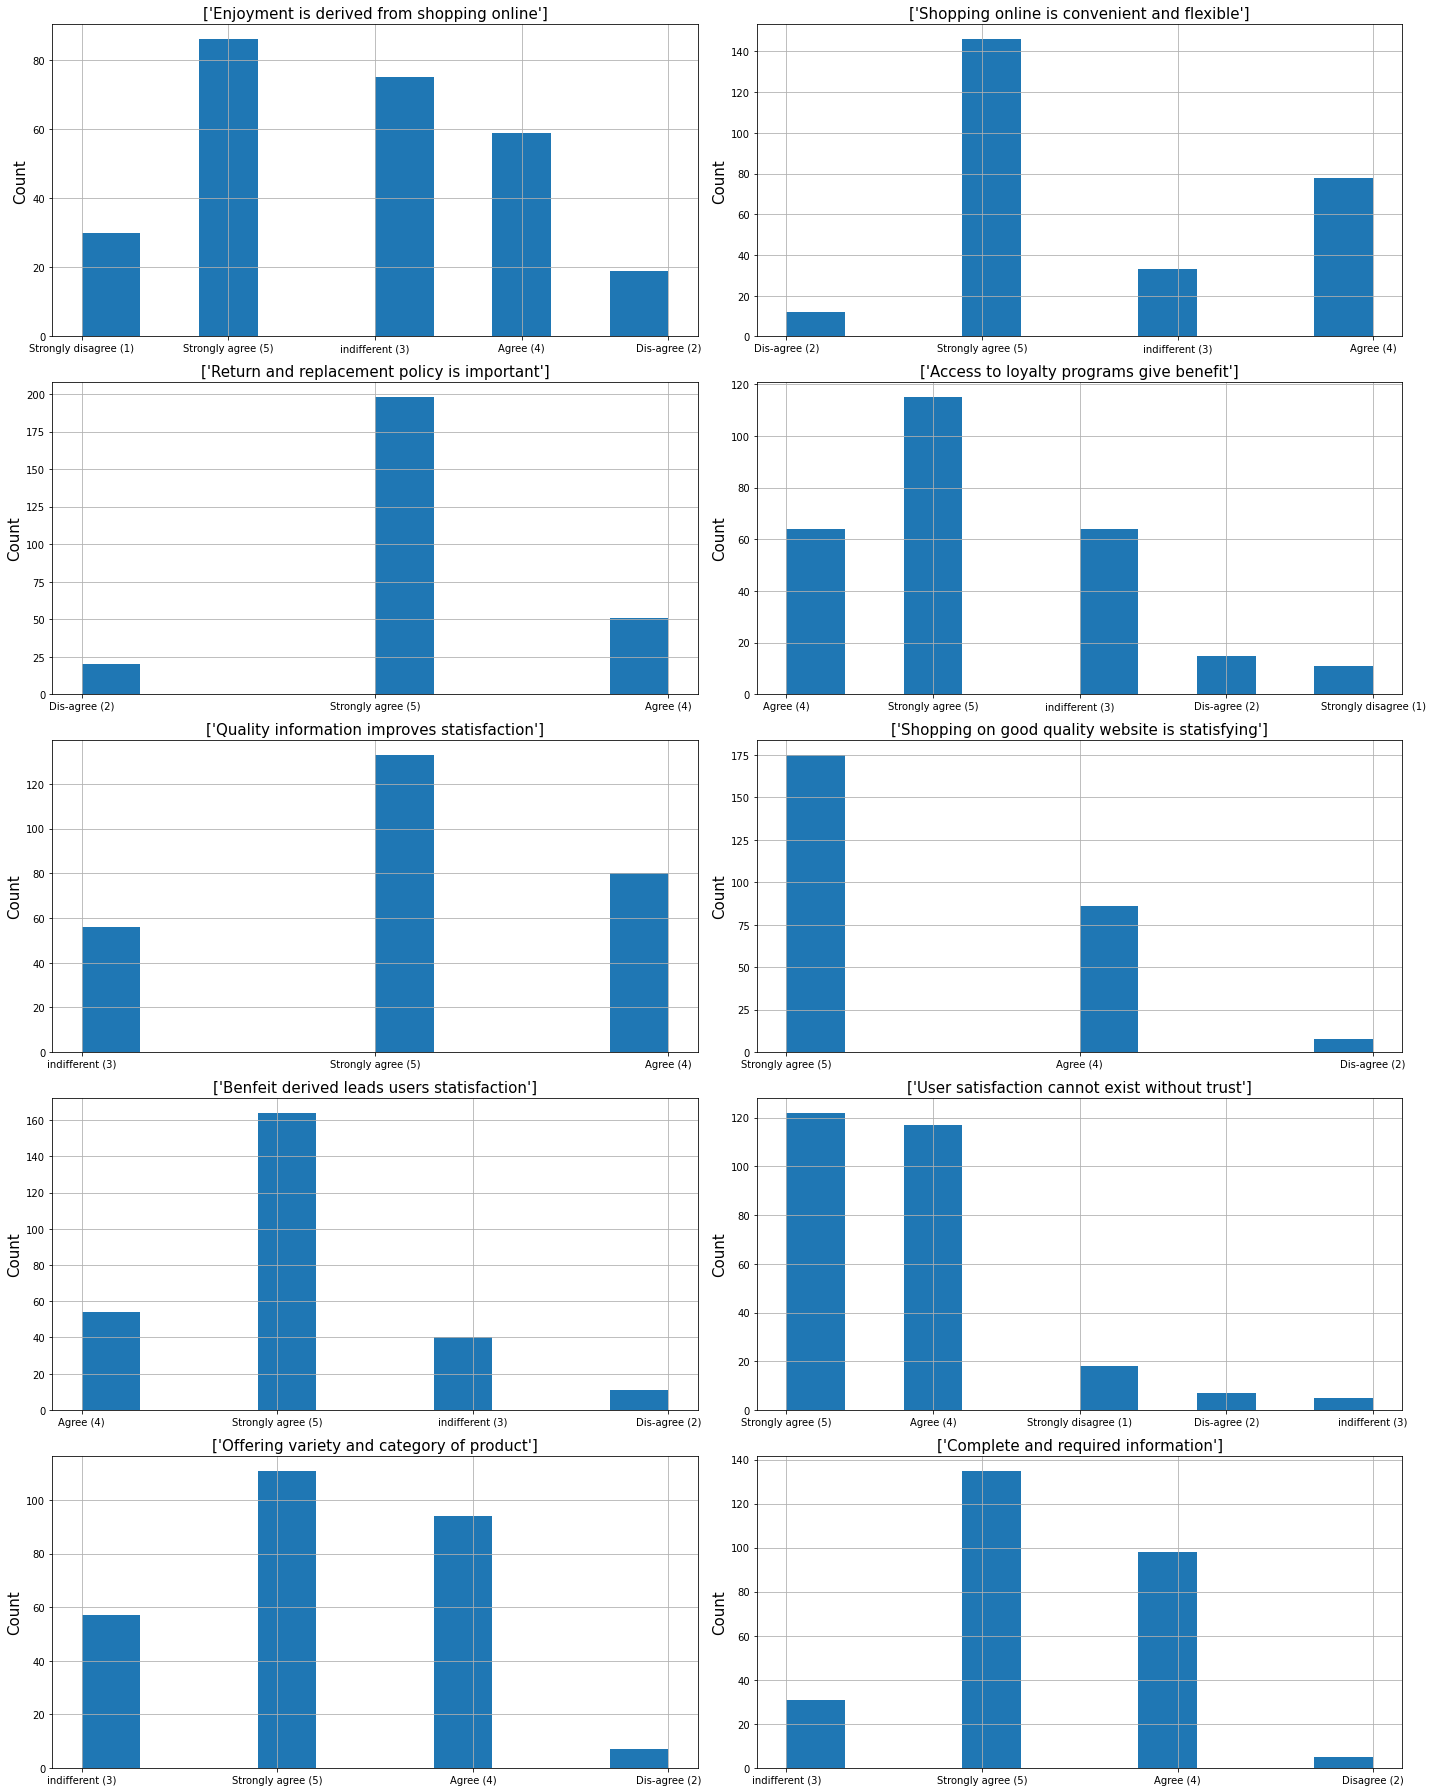 ['Enjoyment is derived from shopping online']
80
60
40
20
0
Count
Strongly disagree (1) Strongly agree (5) indifferent (3) Agree (4) Dis-agree (2)
['Shopping online is convenient and flexible']
140
120
100
80
60
40
20
0
Count
Dis-agree (2) Strongly agree (5) indifferent (3) Agree (4)
['Return and replacement policy is important']
200
175
150
125
100
75
50
25
0
Count
Dis-agree (2) Strongly agree (5) Agree (4)
['Access to loyalty programs give benefit']
120
100
80
60
40
20
0
Count
Agree (4) Strongly agree (5) indifferent (3) Dis-agree (2) Strongly disagree (1)
['Quality information improves statisfaction']
120
100
80
60
40
20
0
Count
indifferent (3) Strongly agree (5) Agree (4)
['Shopping on good quality website is statisfying']
175
150
125
100
75
50
25
0
Count
Strongly agree (5) Agree (4) Dis-agree (2)
['Benfeit derived leads users statisfaction']
160
140
120
100
80
60
40
20
0
Count
Agree (4) Strongly agree (5) indifferent (3) Dis-agree (2)
['User satisfaction cannot exist without trust']
120
100
80
60
40
20
0
Count
Strongly agree (5) Agree (4) Strongly disagree (1) Dis-agree (2) indifferent (3)
['Offering variety and category of product']
100
80
60
40
20
0
Count
indifferent (3) Strongly agree (5) Agree (4) Dis-agree (2)
['Complete and required information']
140
120
100
80
60
40
20
0
Count
indifferent (3) Strongly agree (5) Agree (4) Disagree (2)